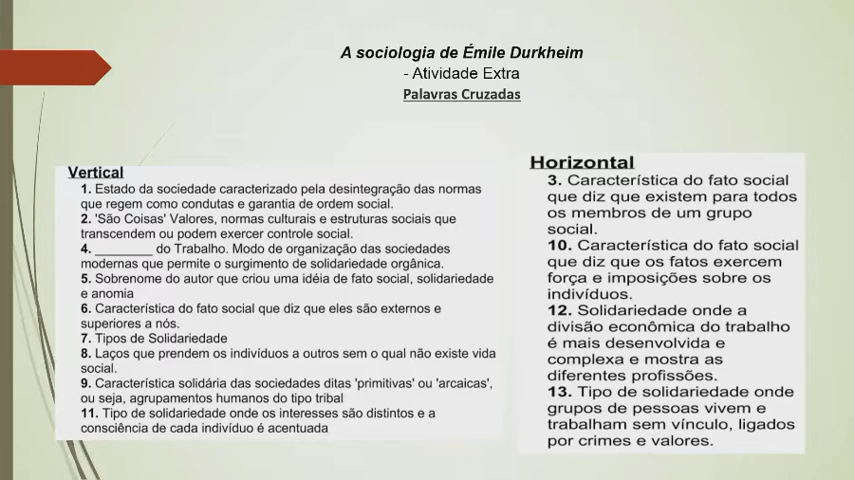 A sociologia de Émile Durkheim
- Atividade Extra
Palavras Cruzadas
Vertical
1. Estado da sociedade caracterizado pela desintegração das normas
que regem como condutas e garantia de ordem social.
2. 'São Coisas' Valores, normas culturais e estruturas sociais que
transcendem ou podem exercer controle social.
4. ________ do Trabalho. Modo de organização das sociedades
modernas que permite o surgimento de solidariedade orgânica.
5. Sobrenome do autor que criou uma idéia de fato social, solidariedade
e anomia
6. Característica do fato social que diz que eles são externos e
superiores a nós.
7. Tipos de Solidariedade
8. Laços que prendem os indivíduos a outros sem o qual não existe vida
social.
9. Característica solidária das sociedades ditas 'primitivas' ou 'arcaicas',
ou seja, agrupamentos humanos do tipo tribal
11. Tipo de solidariedade onde os interesses são distintos e a
consciência de cada indivíduo é acentuada
Horizontal
3. Característica do fato social
que diz que existem para todos
os membros de um grupo
social.
10. Característica do fato social
que diz que os fatos exercem
força e imposições sobre os
indivíduos.
12. Solidariedade onde a
divisão econômica do trabalho
é mais desenvolvida e
complexa e mostra as
diferentes profissões.
13. Tipo de solidariedade onde
grupos de pessoas vivem e
trabalham sem vínculo, ligados
por crimes e valores.